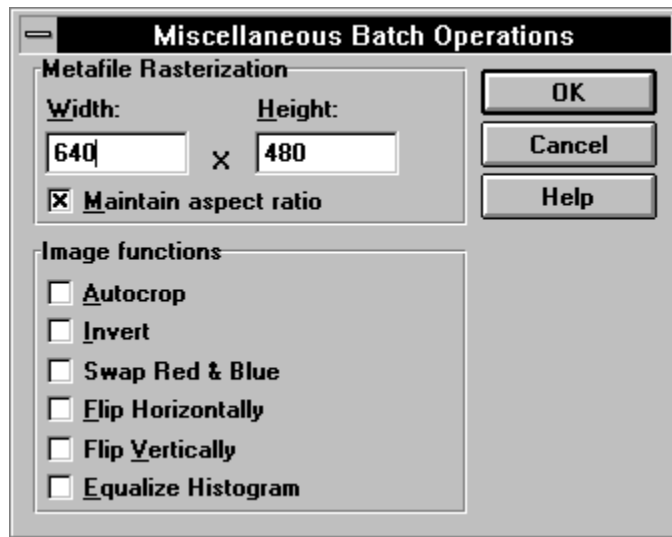 Miscellaneous Batch Operations
Metafile Rasterization
Width: Height:
640 x 480
Maintain aspect ratio
OK
Cancel
Help
Image functions
Autocrop
Invert
Swap Red & Blue
Flip Horizontally
Flip Vertically
Equalize Histogram